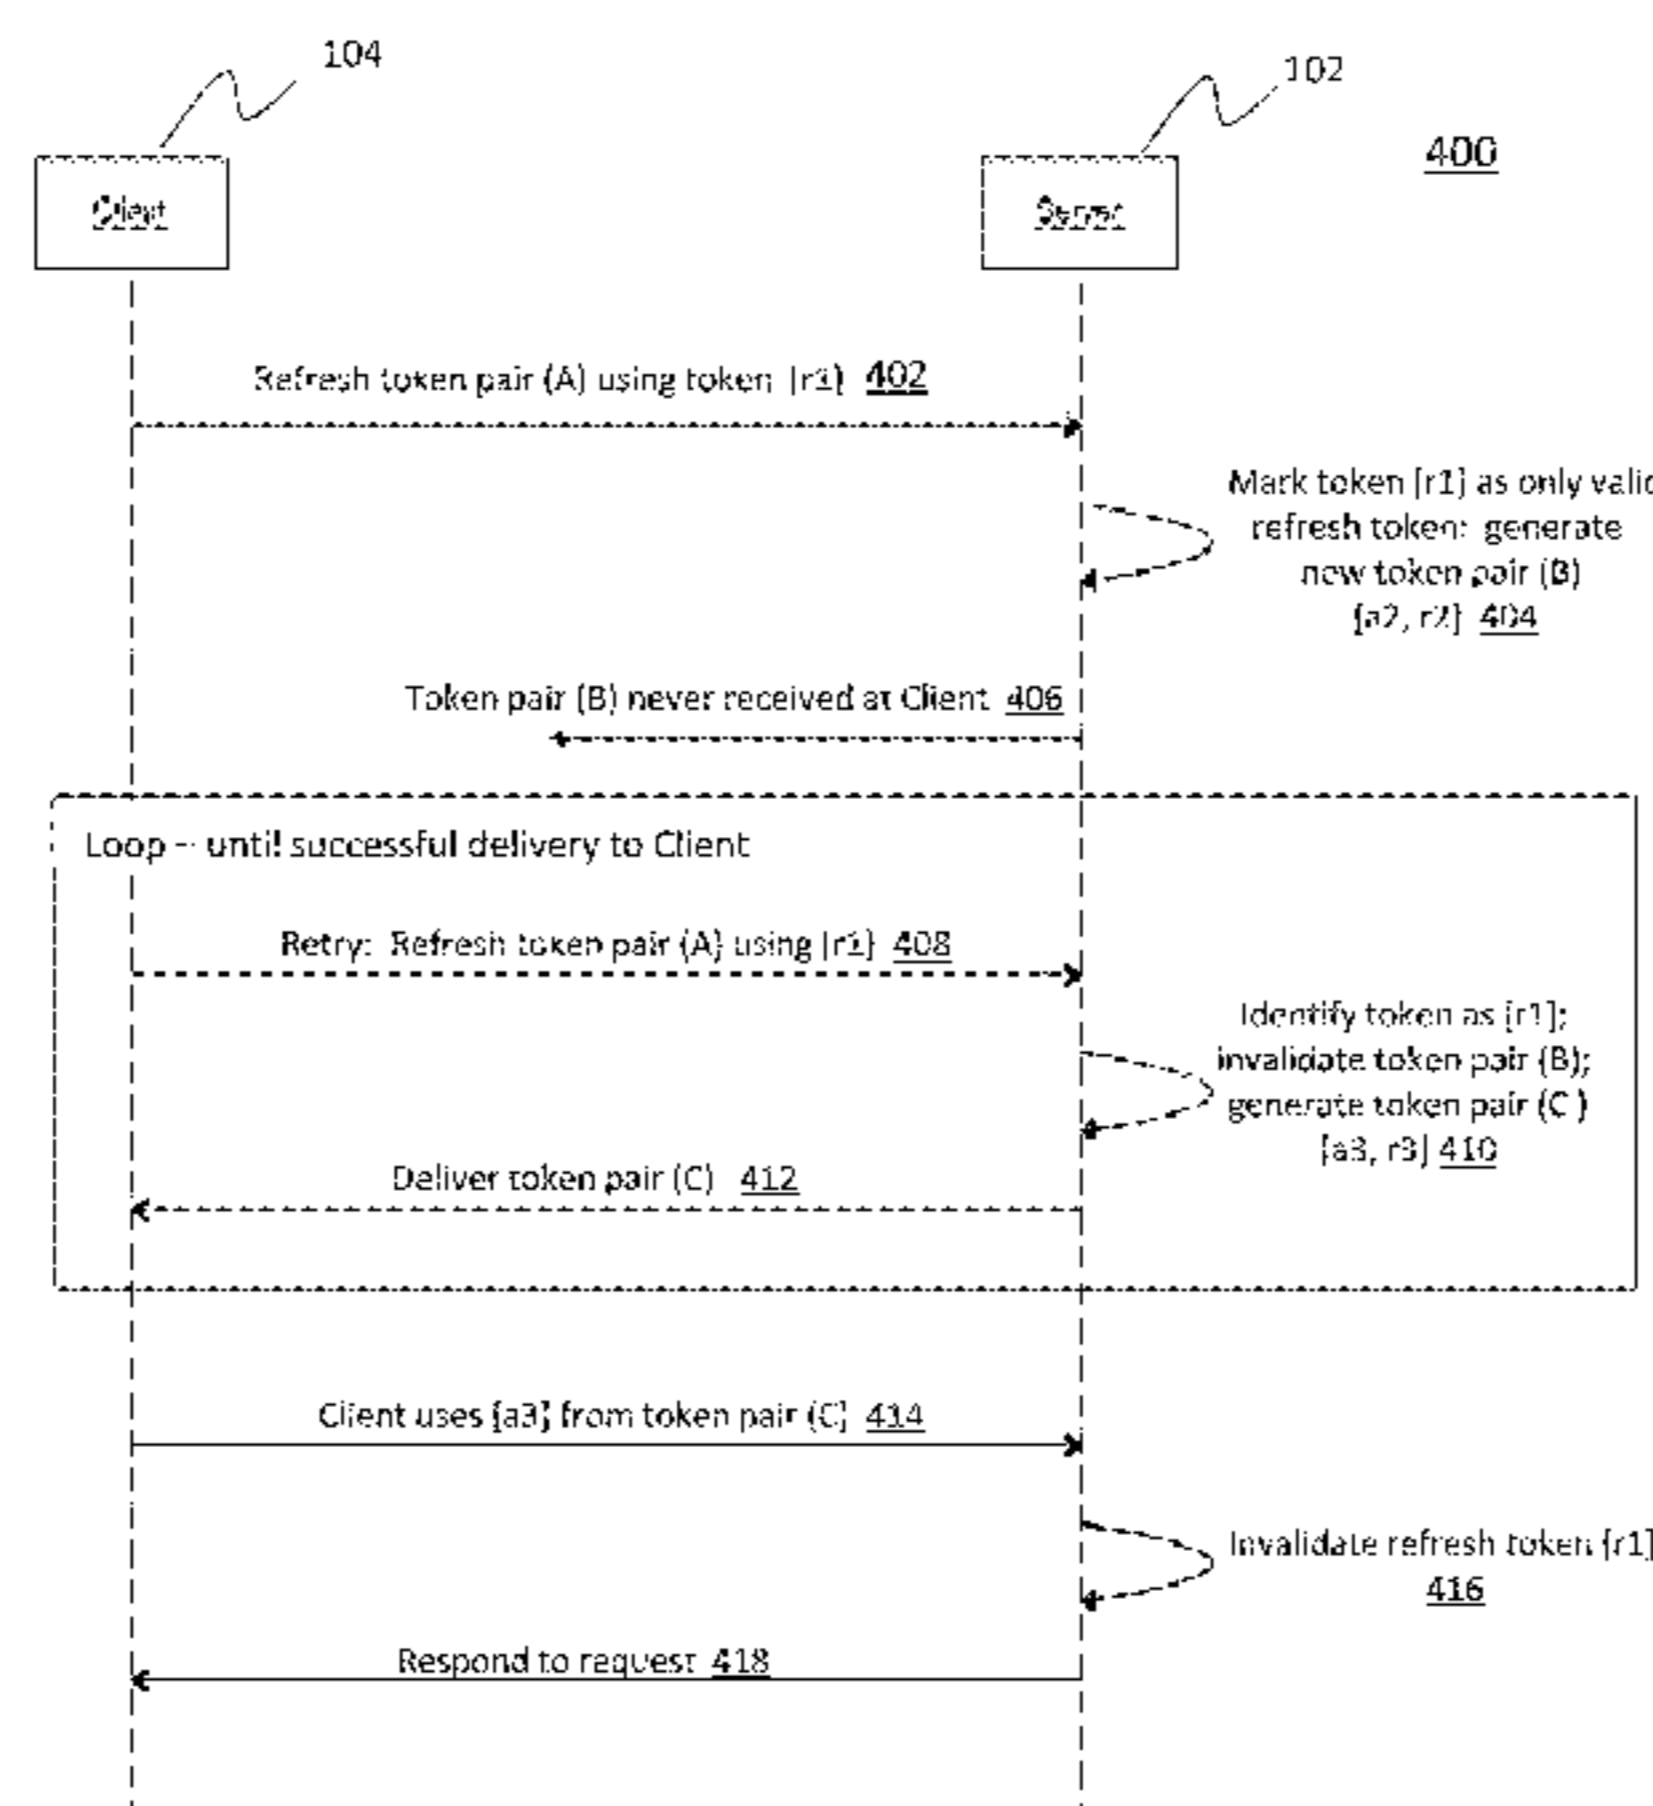 104
102
400
Client
Server
Refresh token pair (A) using token {r1} 402
Mark token {r1} as only valid
refresh token; generate
new token pair (B)
{a2, r2} 404
Token pair (B) never received at Client 406
Loop – until successful delivery to Client
Retry: Refresh token pair (A) using {r1} 408
Identify token as {r1};
invalidate token pair (B);
generate token pair (C )
{a3, r3} 410
Deliver token pair (C) 412
Client uses {a3} from token pair (C) 414
Invalidate refresh token {r1}
416
Respond to request 418